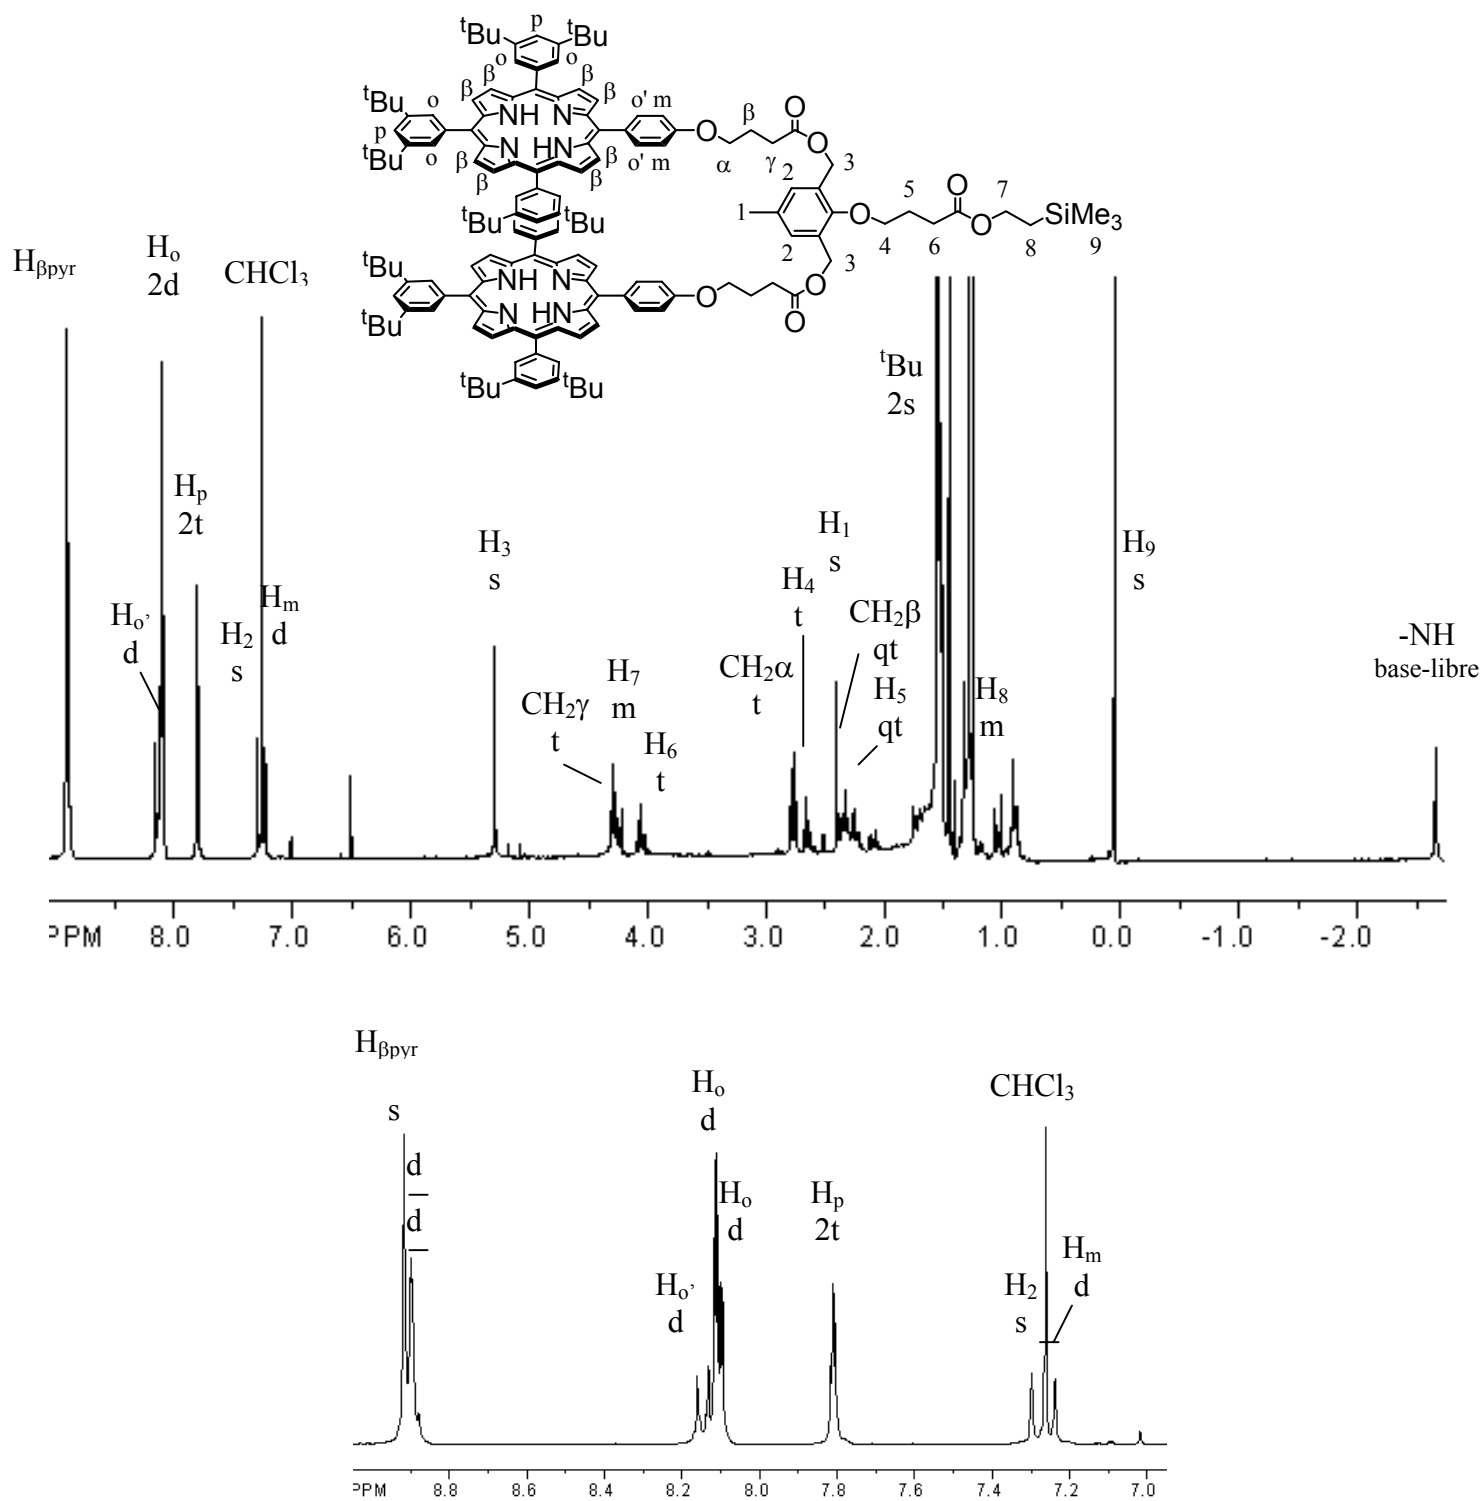 p
tBu tBu
o o
β β β β
tBu o
NH N
o' m
β
O
p
N HN
O
O
3
tBu o
β β β β
o' m
α γ
2
5
O
7
tBu tBu
1
O
O
SiMe3
2
4 6 8 9
3
tBu
NH N
O
O
N HN
O
tBu
tBu tBu
Hβpyr
Ho
2d
CHCl3
tBu
2s
Hp
2t
Ho'
d
H2
s
Hm
d
H3
s
CH2γ
t
H7
m
H6
t
CH2α
t
H4
t
H1
s
CH2β
qt
H5
qt
H8
m
H9
s
-NH
base-libre
PPM 8.0 7.0 6.0 5.0 4.0 3.0 2.0 1.0 0.0 -1.0 -2.0
Hβpyr
s
d
d
Ho
d
Ho
d
Ho'
d
Hp
2t
CHCl3
H2
s
Hm
d
PPM 8.8 8.6 8.4 8.2 8.0 7.8 7.6 7.4 7.2 7.0